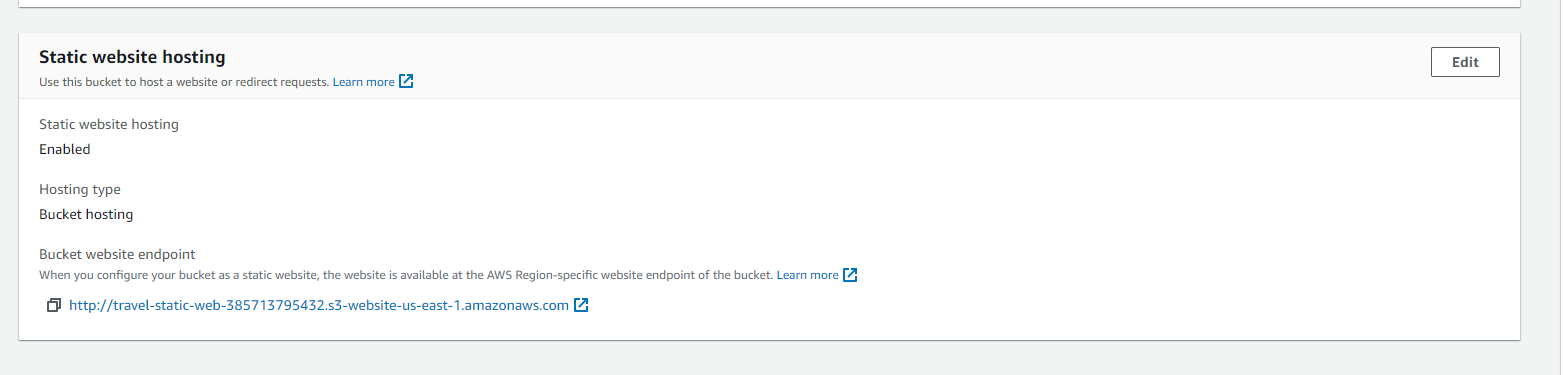 Static website hosting
Edit
Use this bucket to host a website or redirect requests. Learn more
Static website hosting
Enabled
Hosting type
Bucket hosting
Bucket website endpoint
When you configure your bucket as a static website, the website is available at the AWS Region-specific website endpoint of the bucket. Learn more
http://travel-static-web-385713795432.s3-website-us-east-1.amazonaws.com